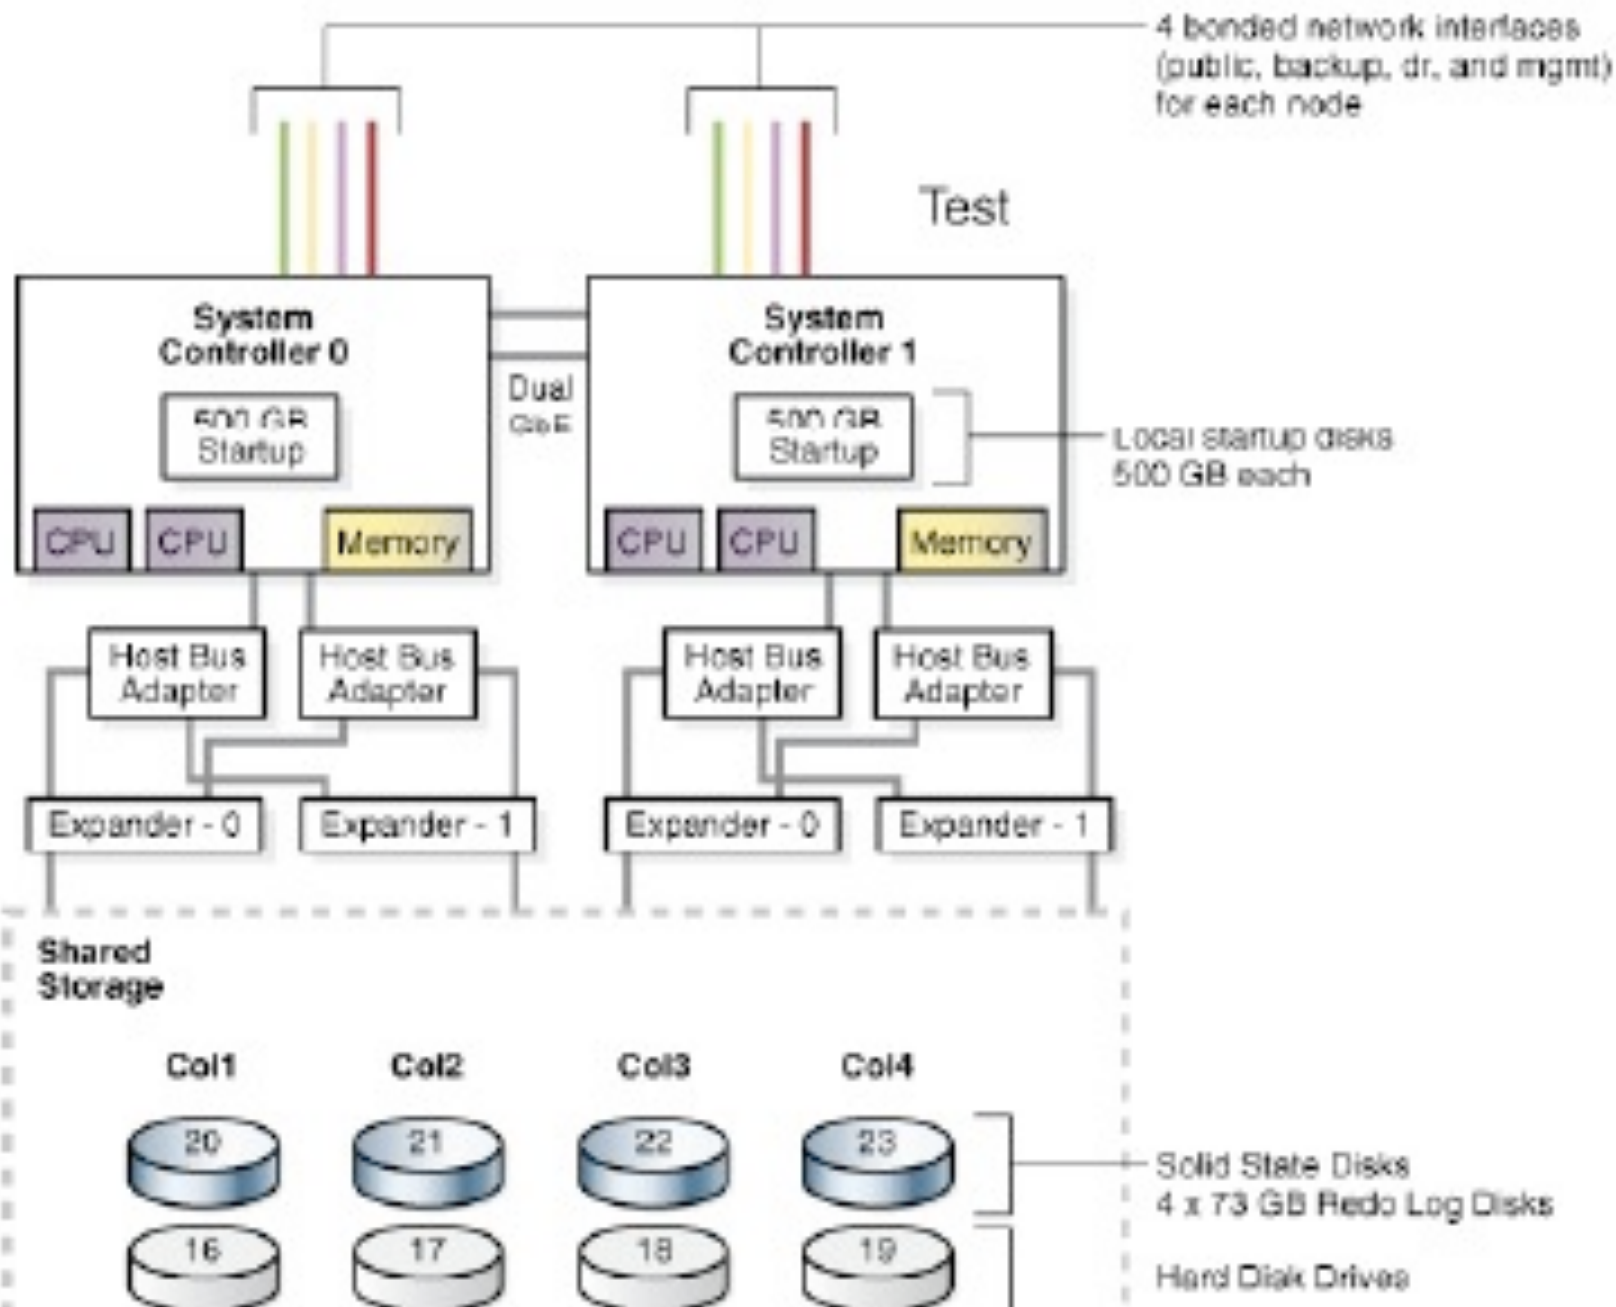 4 bonded network interfaces
(public, backup, dr, and mgmt)
for each node
Test
System
Controller 0
500 GB
Startup
CPU
CPU
Memory
Dual
GbE
System
Controller 1
500 GB
Startup
CPU
CPU
Memory
Local startup disks
500 GB each
Host Bus
Adapter
Host Bus
Adapter
Host Bus
Adapter
Host Bus
Adapter
Expander - 0
Expander - 1
Expander - 0
Expander - 1
Shared
Storage
Col1
Col2
Col3
Col4
20
21
22
23
Solid State Disks
4 x 73 GB Redo Log Disks
16
17
18
19
Hard Disk Drives